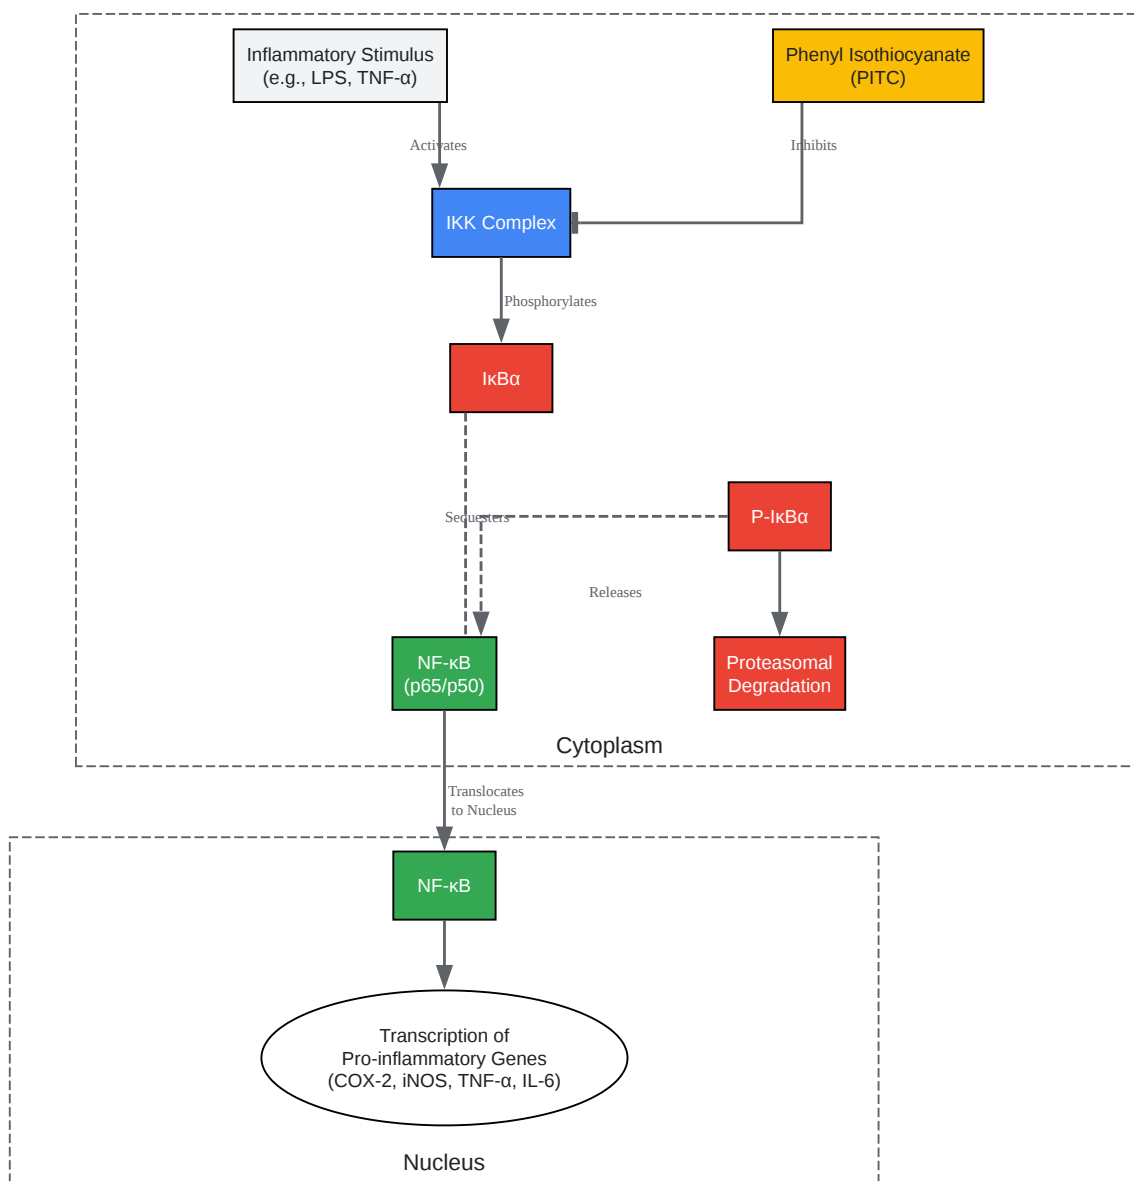 Inflammatory Stimulus
(e.g., LPS, TNF-α)
Phenyl Isothiocyanate
(PITC)
Activates
Inhibits
IKK Complex
Phosphorylates
IκBα
Sequesters
P-IκBα
Releases
NF-κB
(p65/p50)
Proteasomal
Degradation
Cytoplasm
Translocates
to Nucleus
NF-κB
Transcription of
Pro-inflammatory Genes
(COX-2, iNOS, TNF-α, IL-6)
Nucleus